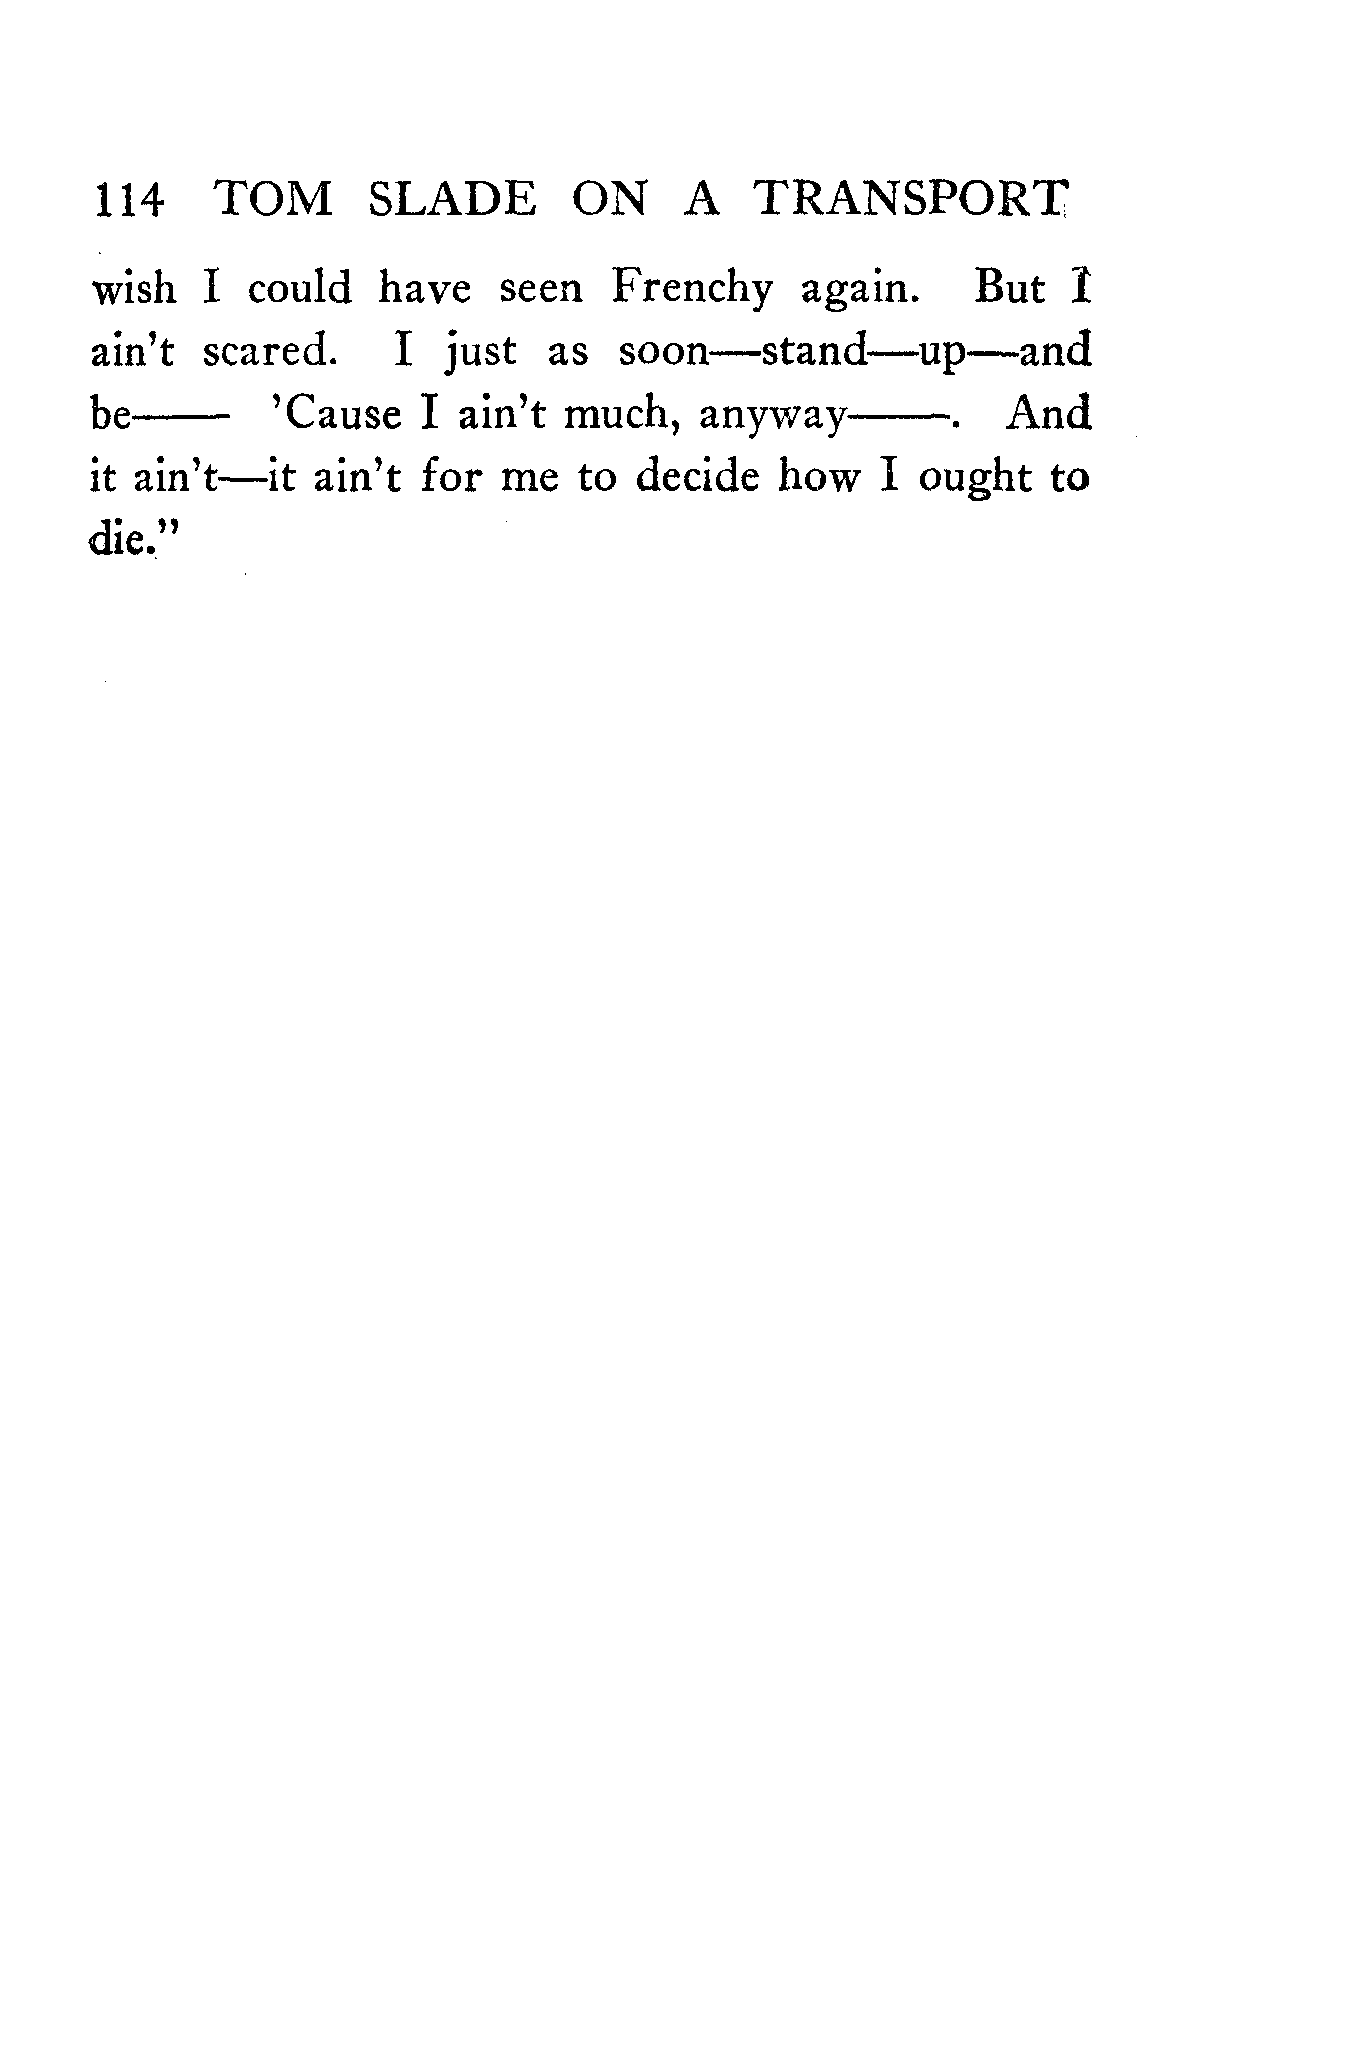 114 TOM SLADE ON A TRANSPORT
wish I could have seen Frenchy again. But I
ain't scared. I just as soon—stand—up—and
be—— 'Cause I ain't much, anyway——. And
it ain't—it ain't for me to decide how I ought to
die."